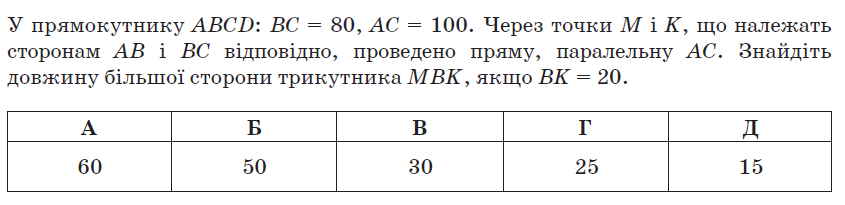 У прямокутнику ABCD: BC = 80, AC = 100. Через точки M і K, що належать
сторонам AB і BC відповідно, проведено пряму, паралельну AC. Знайдіть
довжину більшої сторони трикутника MBK, якщо BK = 20.
А Б В Г Д
60 50 30 25 15